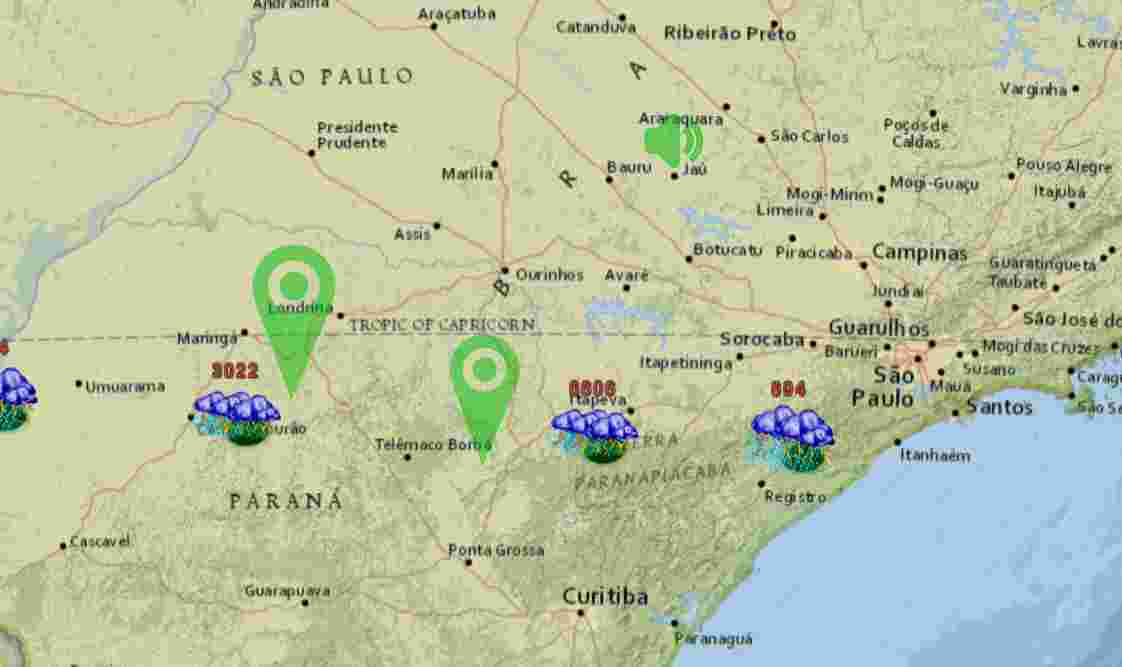 Andradina
Araçatuba
Catanduva
Ribeirão Preto
Lavras
SÃO PAULO
A
Varginha
Presidente
Prudente
Araraquara
São Carlos
Poços de
Caldas
Marília
R
Bauru
Jaú
Pouso Alegre
Mogi-Mirim
Mogi-Guaçu
Itajubá
Limeira
Assis
Botucatu
Piracicaba
Campinas
B
Ourinhos
Avaré
Guaratinguetá
Taubaté
Jundiaí
Londrina
TROPIC OF CAPRICORN
Guarulhos
São José do
Maringá
Sorocaba
Barueri
Mogi das Cruzes
Itapetininga
Susano
São
Paulo
Mauá
Caragu
4
Umuarama
3022
6606
694
Itapeva
Santos
São Se
Telêmaco Borba
SERRA
PARANAPIACABA
Itanhaém
PARANÁ
Registro
Cascavel
Ponta Grossa
Guarapuava
Curitiba
Paranaguá